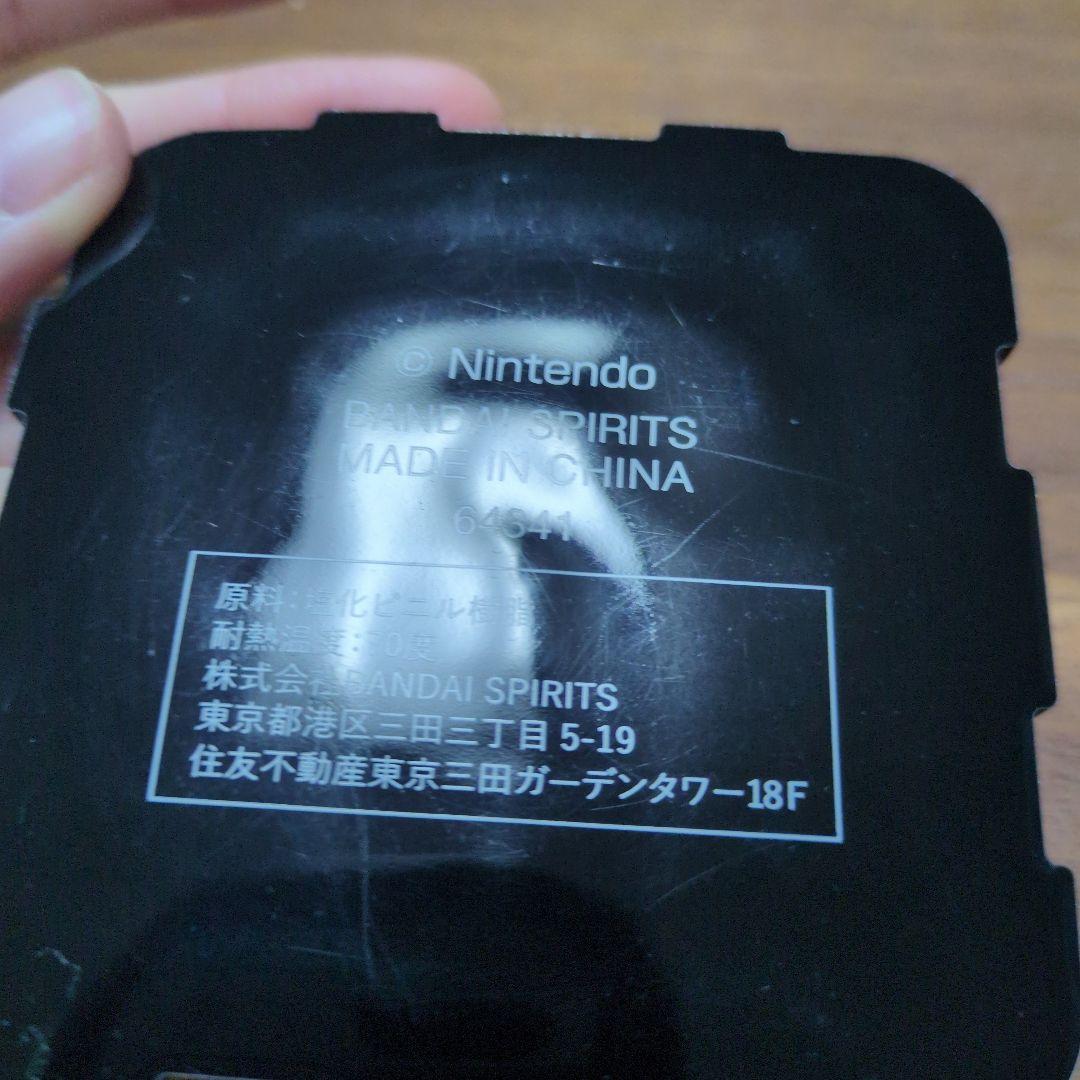 © Nintendo
BANDAI SPIRITS
MADE IN CHINA
64341
原料:塩化ビニル樹脂
耐熱温度:70度
株式会社BANDAI SPIRITS
東京都港区三田三丁目5-19
住友不動産東京三田ガーデンタワー18F